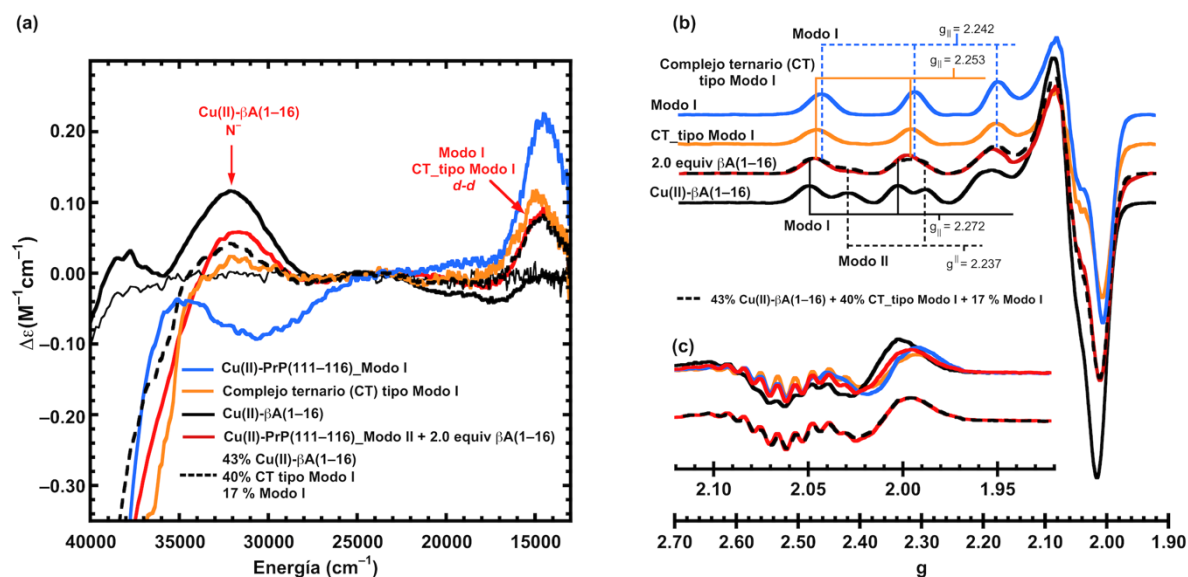 (a)
0.20
0.10
0.00
−0.10
−0.20
−0.30
Δε(M⁻¹cm⁻¹)
Cu(II)-βA(1–16)
N⁻
Modo I
CT_tipo Modo I
d-d
Cu(II)-PrP(111–116)_Modo I
Complejo ternario (CT) tipo Modo I
Cu(II)-βA(1–16)
Cu(II)-PrP(111–116)_Modo II + 2.0 equiv βA(1–16)
43% Cu(II)-βA(1–16)
40% CT tipo Modo I
17 % Modo I
40000 35000 30000 25000 20000 15000
Energía (cm⁻¹)
(b)
Modo I
g|| = 2.242
Complejo ternario (CT)
tipo Modo I
g|| = 2.253
Modo I
CT_tipo Modo I
2.0 equiv βA(1–16)
Cu(II)-βA(1–16)
Modo I
g|| = 2.272
Modo II
g|| = 2.237
43% Cu(II)-βA(1–16) + 40% CT_tipo Modo I + 17 % Modo I
(c)
2.10 2.05 2.00 1.95
2.70 2.60 2.50 2.40 2.30 2.20 2.10 2.00 1.90
g